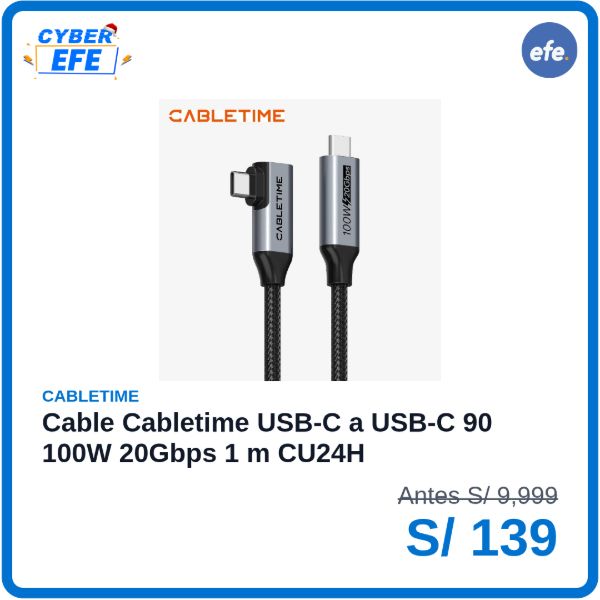 CYBER
EFE
efe.
CABLETIME
CABLETIME
100W 20Gbps
CABLETIME
Cable Cabletime USB-C a USB-C 90
100W 20Gbps 1 m CU24H
Antes S/ 9,999
S/ 139